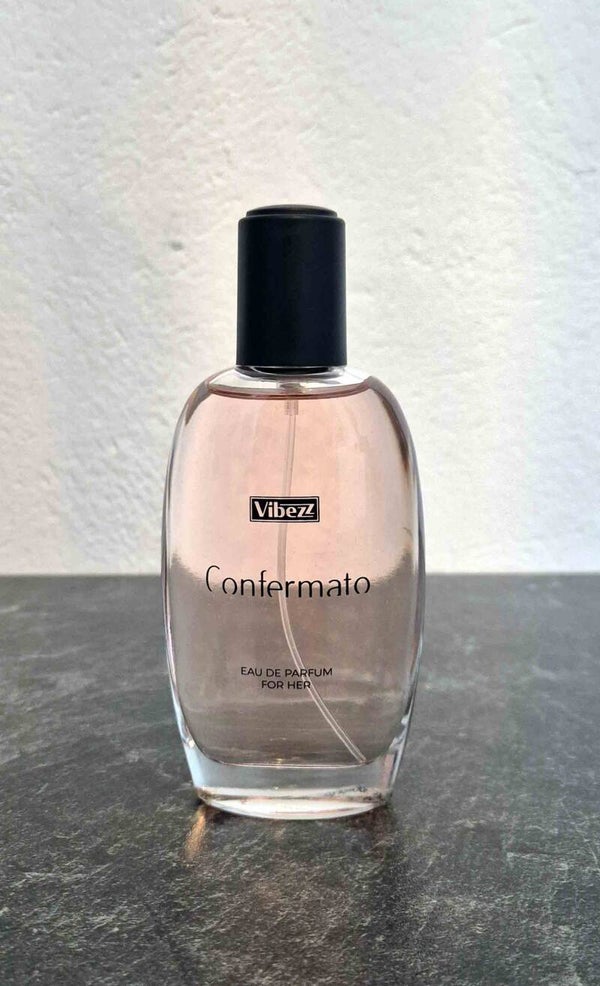 Vibezz
Confermato
EAU DE PARFUM
FOR HER